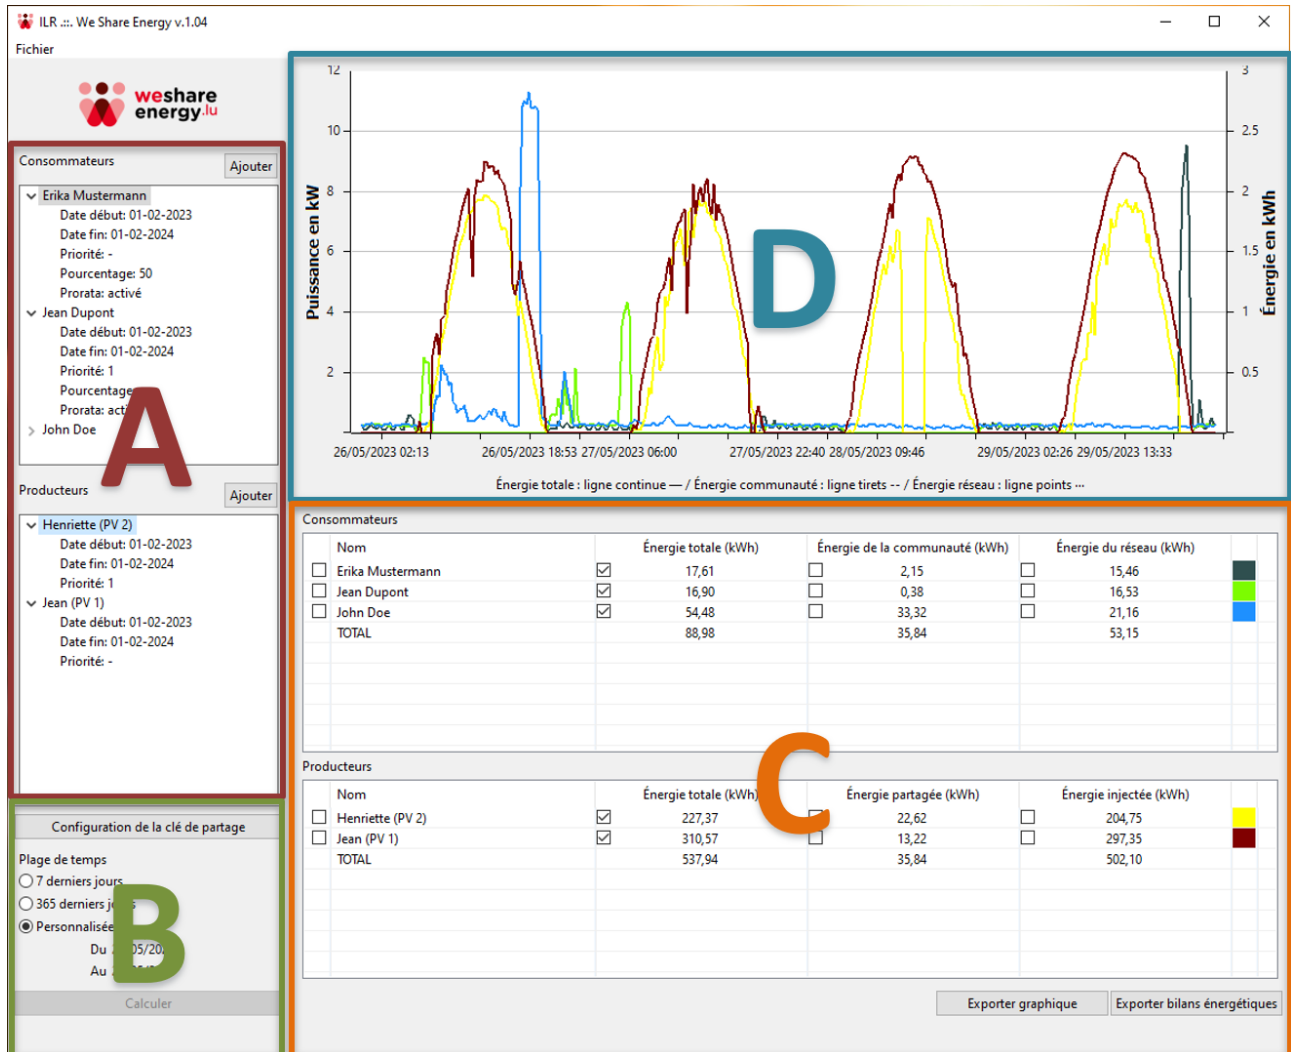 ILR .::. We Share Energy v.1.04
Fichier
weshare
energy.lu
Consommateurs
Ajouter
Erika Mustermann
Date début: 01-02-2023
Date fin: 01-02-2024
Priorité: -
Pourcentage: 50
Prorata: activé
Jean Dupont
Date début: 01-02-2023
Date fin: 01-02-2024
Priorité: 1
Pourcentage
Prorata:
John Doe
A
Producteurs
Ajouter
Henriette (PV 2)
Date début: 01-02-2023
Date fin: 01-02-2024
Priorité: 1
Jean (PV 1)
Date début: 01-02-2023
Date fin: 01-02-2024
Priorité: -
Configuration de la clé de partage
Plage de temps
7 derniers jours
365 derniers
Personnalisée
Du
Au
B
Calculer
12
10
8
6
4
2
Puissance en kW
3
2.5
2
1.5
1
0.5
Énergie en kWh
D
26/05/2023 02:13 26/05/2023 18:53 27/05/2023 06:00 27/05/2023 22:40 28/05/2023 09:46 29/05/2023 02:26 29/05/2023 13:33
Énergie totale : ligne continue — / Énergie communauté : ligne tirets -- / Énergie réseau : ligne points ···
Consommateurs
Nom Énergie totale (kWh) Énergie de la communauté (kWh) Énergie du réseau (kWh)
Erika Mustermann 17,61 2,15 15,46
Jean Dupont 16,90 0,38 16,53
John Doe 54,48 33,32 21,16
TOTAL 88,98 35,84 53,15
C
Producteurs
Nom Énergie totale (kWh) Énergie partagée (kWh) Énergie injectée (kWh)
Henriette (PV 2) 227,37 22,62 204,75
Jean (PV 1) 310,57 13,22 297,35
TOTAL 537,94 35,84 502,10
Exporter graphique
Exporter bilans énergétiques